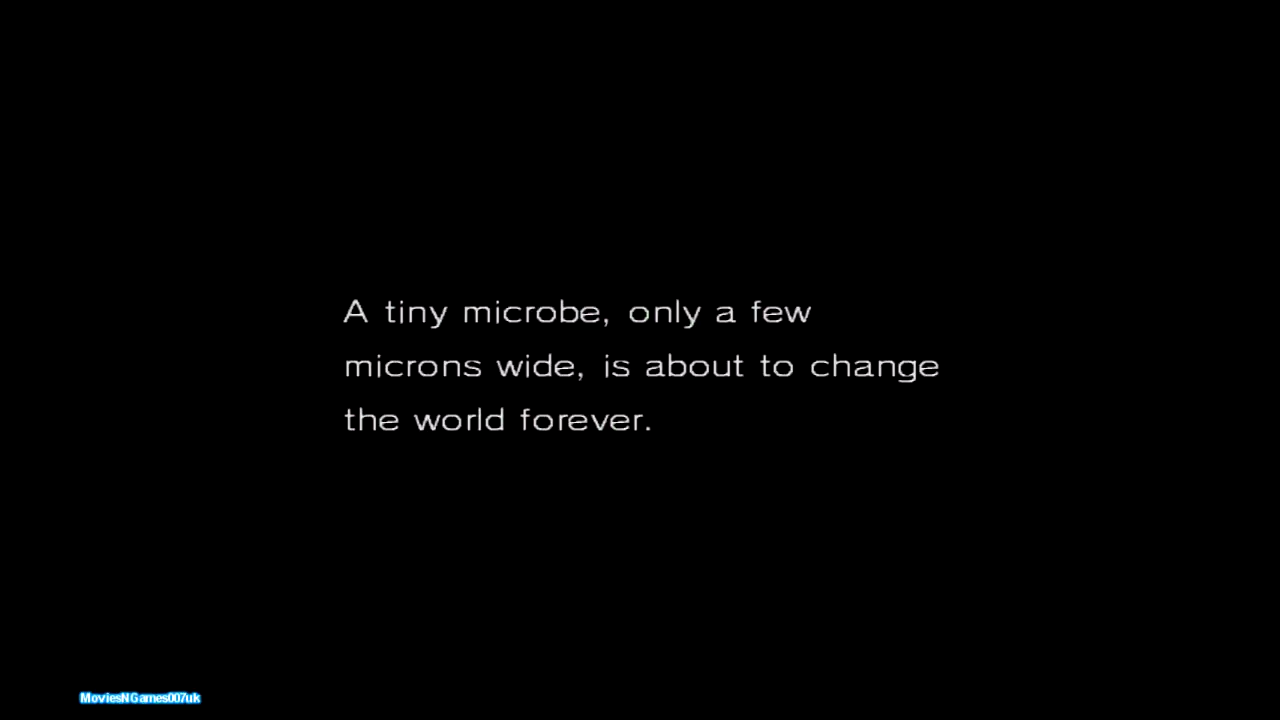 A tiny microbe, only a few
microns wide, is about to change
the world forever.
MoviesNGames007uk